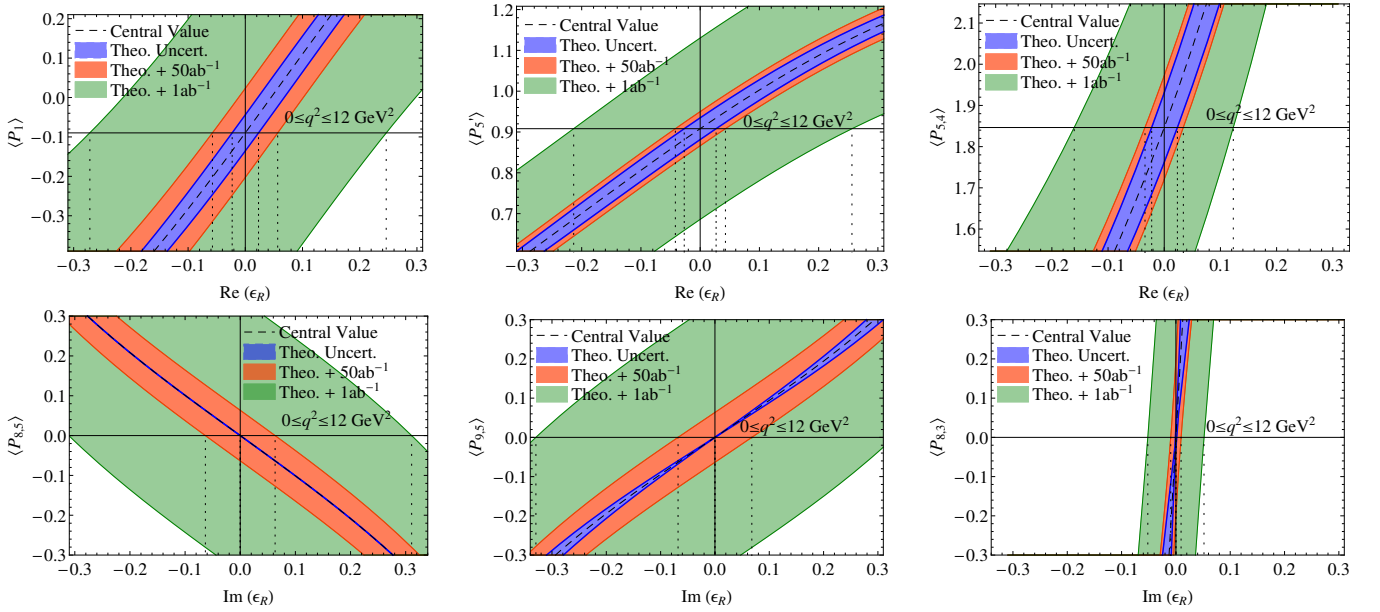 Central Value
Theo. Uncert.
Theo. + 50ab⁻¹
Theo. + 1ab⁻¹
0≤q²≤12 GeV²
⟨P₁⟩
0.2
0.1
0.0
−0.1
−0.2
−0.3
−0.3 −0.2 −0.1 0.0 0.1 0.2 0.3
Re (ϵ_R)
Central Value
Theo. Uncert.
Theo. + 50ab⁻¹
Theo. + 1ab⁻¹
0≤q²≤12 GeV²
⟨P₅'⟩
1.2
1.1
1.0
0.9
0.8
0.7
−0.3 −0.2 −0.1 0.0 0.1 0.2 0.3
Re (ϵ_R)
Central Value
Theo. Uncert.
Theo. + 50ab⁻¹
Theo. + 1ab⁻¹
0≤q²≤12 GeV²
⟨P₅,₄⟩
2.1
2.0
1.9
1.8
1.7
1.6
−0.3 −0.2 −0.1 0.0 0.1 0.2 0.3
Re (ϵ_R)
Central Value
Theo. Uncert.
Theo. + 50ab⁻¹
Theo. + 1ab⁻¹
0≤q²≤12 GeV²
⟨P₈,₅⟩
0.3
0.2
0.1
0.0
−0.1
−0.2
−0.3
−0.3 −0.2 −0.1 0.0 0.1 0.2 0.3
Im (ϵ_R)
Central Value
Theo. Uncert.
Theo. + 50ab⁻¹
Theo. + 1ab⁻¹
0≤q²≤12 GeV²
⟨P₉,₅⟩
0.3
0.2
0.1
0.0
−0.1
−0.2
−0.3
−0.3 −0.2 −0.1 0.0 0.1 0.2 0.3
Im (ϵ_R)
Central Value
Theo. Uncert.
Theo. + 50ab⁻¹
Theo. + 1ab⁻¹
0≤q²≤12 GeV²
⟨P₈,₃⟩
0.3
0.2
0.1
0.0
−0.1
−0.2
−0.3
−0.3 −0.2 −0.1 0.0 0.1 0.2 0.3
Im (ϵ_R)